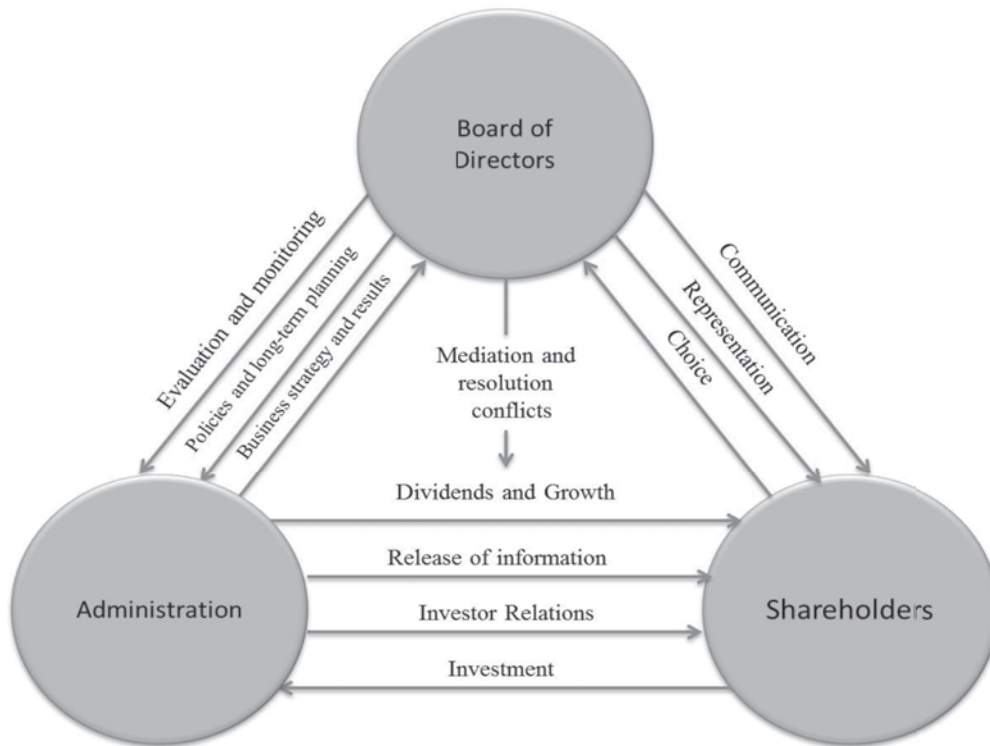 Board of
Directors
Evaluation and monitoring
Policies and long-term planning
Business strategy and results
Mediation and
resolution
conflicts
Choice
Representation
Communication
Dividends and Growth
Release of information
Investor Relations
Investment
Administration
Shareholders